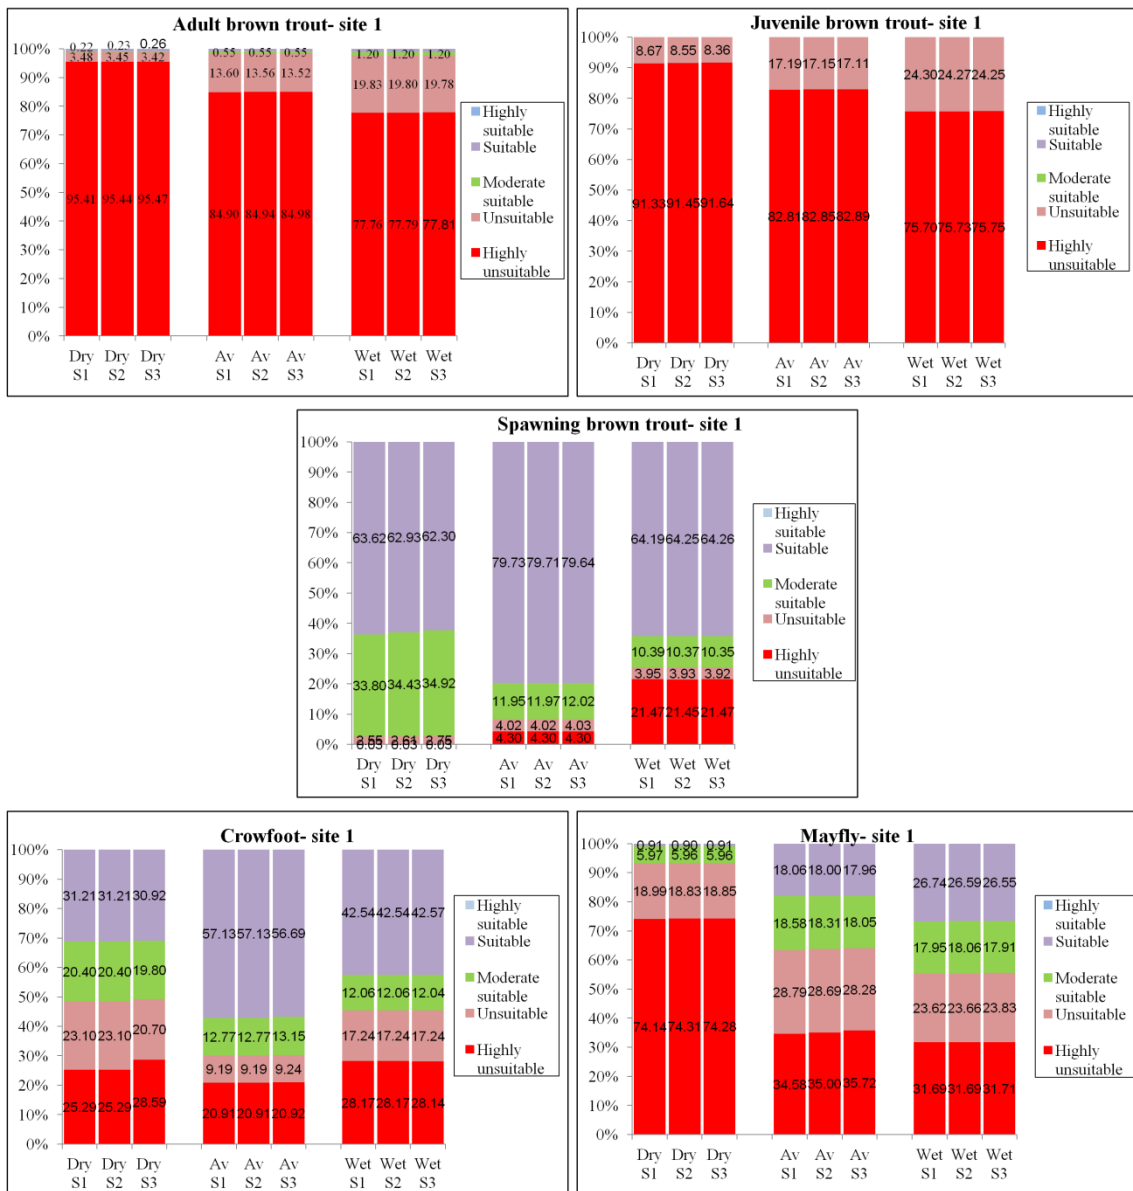 Adult brown trout- site 1
100%
90%
80%
70%
60%
50%
40%
30%
20%
10%
0%
0.22 0.23 0.26
3.48 3.45 3.42
95.41 95.44 95.47
0.55 0.55 0.55
13.60 13.56 13.52
84.90 84.94 84.98
1.20 1.20 1.20
19.83 19.80 19.78
77.76 77.79 77.81
Dry Dry Dry Av Av Av Wet Wet Wet
S1 S2 S3 S1 S2 S3 S1 S2 S3
Highly
suitable
Suitable
Moderate
suitable
Unsuitable
Highly
unsuitable
Juvenile brown trout- site 1
100%
90%
80%
70%
60%
50%
40%
30%
20%
10%
0%
8.67 8.55 8.36
91.33 91.45 91.64
17.19 17.15 17.11
82.81 82.85 82.89
24.30 24.27 24.25
75.70 75.73 75.75
Dry Dry Dry Av Av Av Wet Wet Wet
S1 S2 S3 S1 S2 S3 S1 S2 S3
Highly
suitable
Suitable
Moderate
suitable
Unsuitable
Highly
unsuitable
Spawning brown trout- site 1
100%
90%
80%
70%
60%
50%
40%
30%
20%
10%
0%
63.62 62.93 62.30
33.80 34.43 34.92
2.55 2.61 2.75
0.03 0.03 0.03
79.73 79.71 79.64
11.95 11.97 12.02
4.02 4.02 4.03
4.30 4.30 4.30
64.19 64.25 64.26
10.39 10.37 10.35
3.95 3.93 3.92
21.47 21.45 21.47
Dry Dry Dry Av Av Av Wet Wet Wet
S1 S2 S3 S1 S2 S3 S1 S2 S3
Highly
suitable
Suitable
Moderate
suitable
Unsuitable
Highly
unsuitable
Crowfoot- site 1
100%
90%
80%
70%
60%
50%
40%
30%
20%
10%
0%
31.21 31.21 30.92
20.40 20.40 19.80
23.10 23.10 20.70
25.29 25.29 28.59
57.13 57.13 56.69
12.77 12.77 13.15
9.19 9.19 9.24
20.91 20.91 20.92
42.54 42.54 42.57
12.06 12.06 12.04
17.24 17.24 17.24
28.17 28.17 28.14
Dry Dry Dry Av Av Av Wet Wet Wet
S1 S2 S3 S1 S2 S3 S1 S2 S3
Highly
suitable
Suitable
Moderate
suitable
Unsuitable
Highly
unsuitable
Mayfly- site 1
100%
90%
80%
70%
60%
50%
40%
30%
20%
10%
0%
0.91 0.90 0.91
5.97 5.96 5.96
18.99 18.83 18.85
74.14 74.31 74.28
18.06 18.00 17.96
18.58 18.31 18.05
28.79 28.69 28.28
34.58 35.00 35.72
26.74 26.59 26.55
17.95 18.06 17.91
23.62 23.66 23.83
31.69 31.69 31.71
Dry Dry Dry Av Av Av Wet Wet Wet
S1 S2 S3 S1 S2 S3 S1 S2 S3
Highly
suitable
Suitable
Moderate
suitable
Unsuitable
Highly
unsuitable